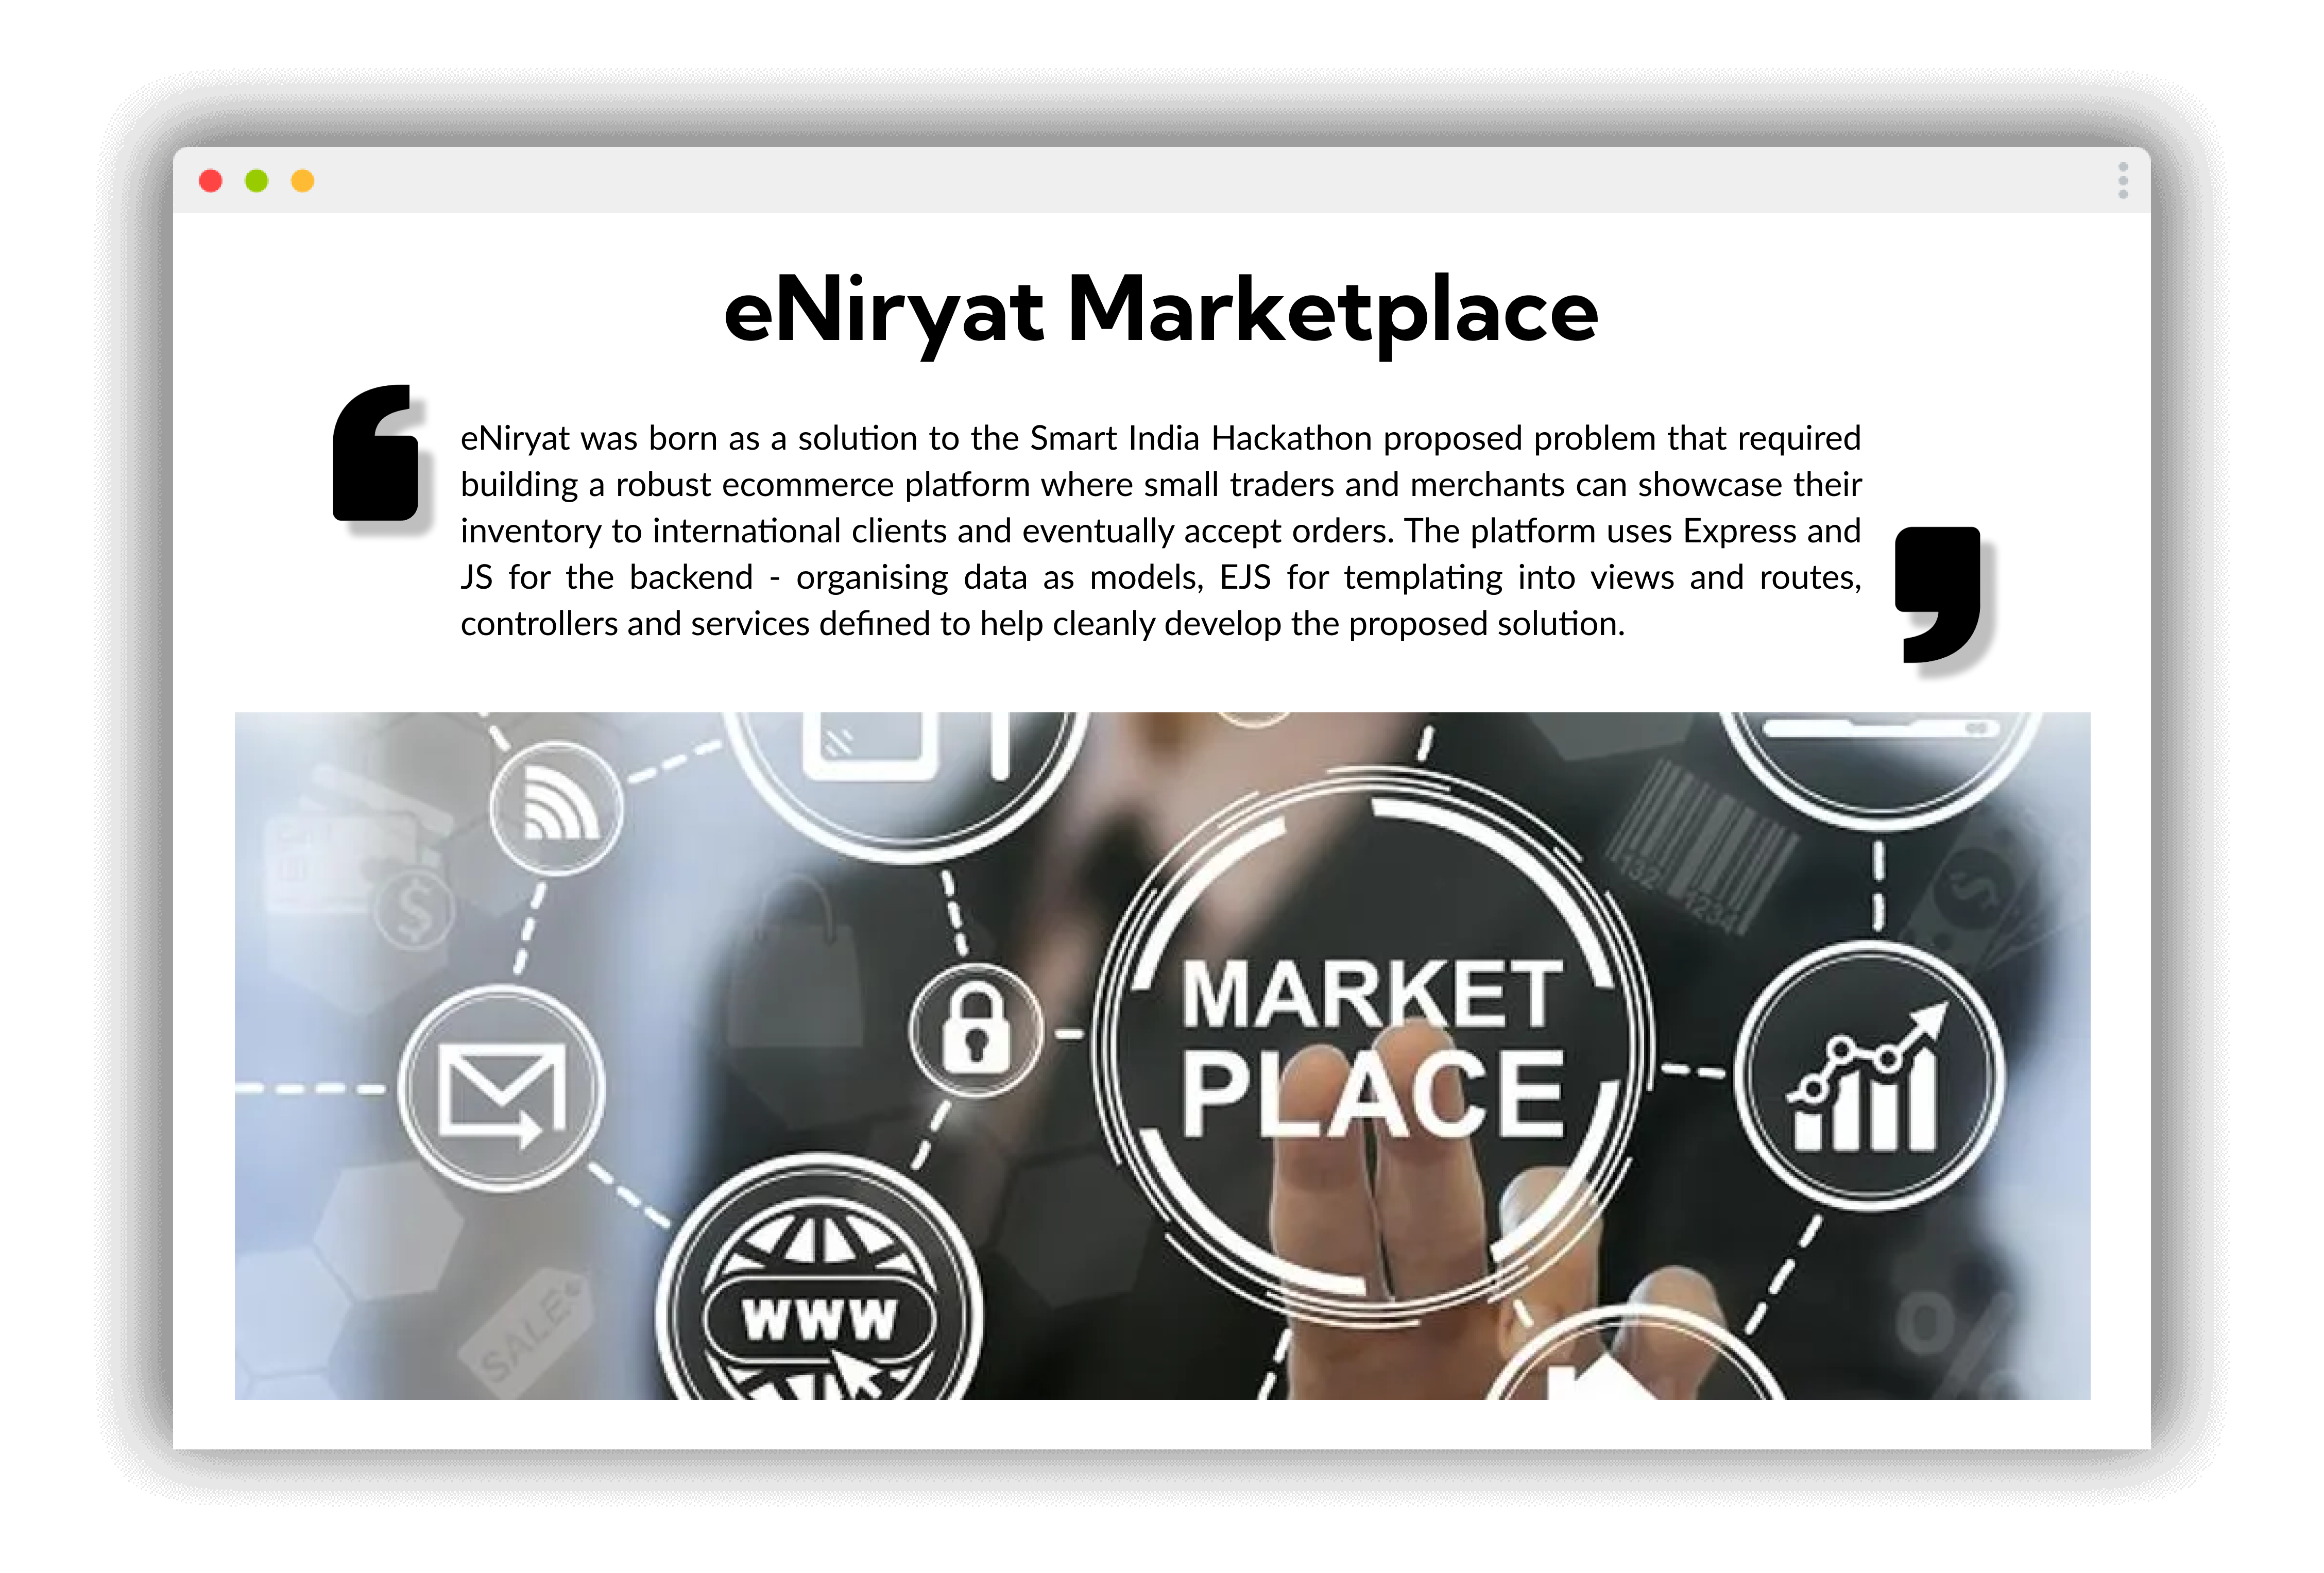 eNiryat Marketplace
eNiryat was born as a solution to the Smart India Hackathon proposed problem that required
building a robust ecommerce platform where small traders and merchants can showcase their
inventory to international clients and eventually accept orders. The platform uses Express and
JS for the backend - organising data as models, EJS for templating into views and routes,
controllers and services defined to help cleanly develop the proposed solution.
132 1234
MARKET
PLACE
WWW
SALE